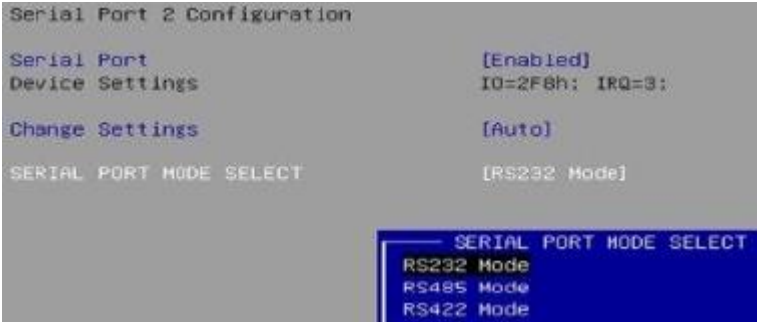 Serial Port 2 Configuration
Serial Port [Enabled]
Device Settings IO=2F8h; IRQ=3;
Change Settings [Auto]
SERIAL PORT MODE SELECT [RS232 Mode]
SERIAL PORT MODE SELECT
RS232 Mode
RS485 Mode
RS422 Mode